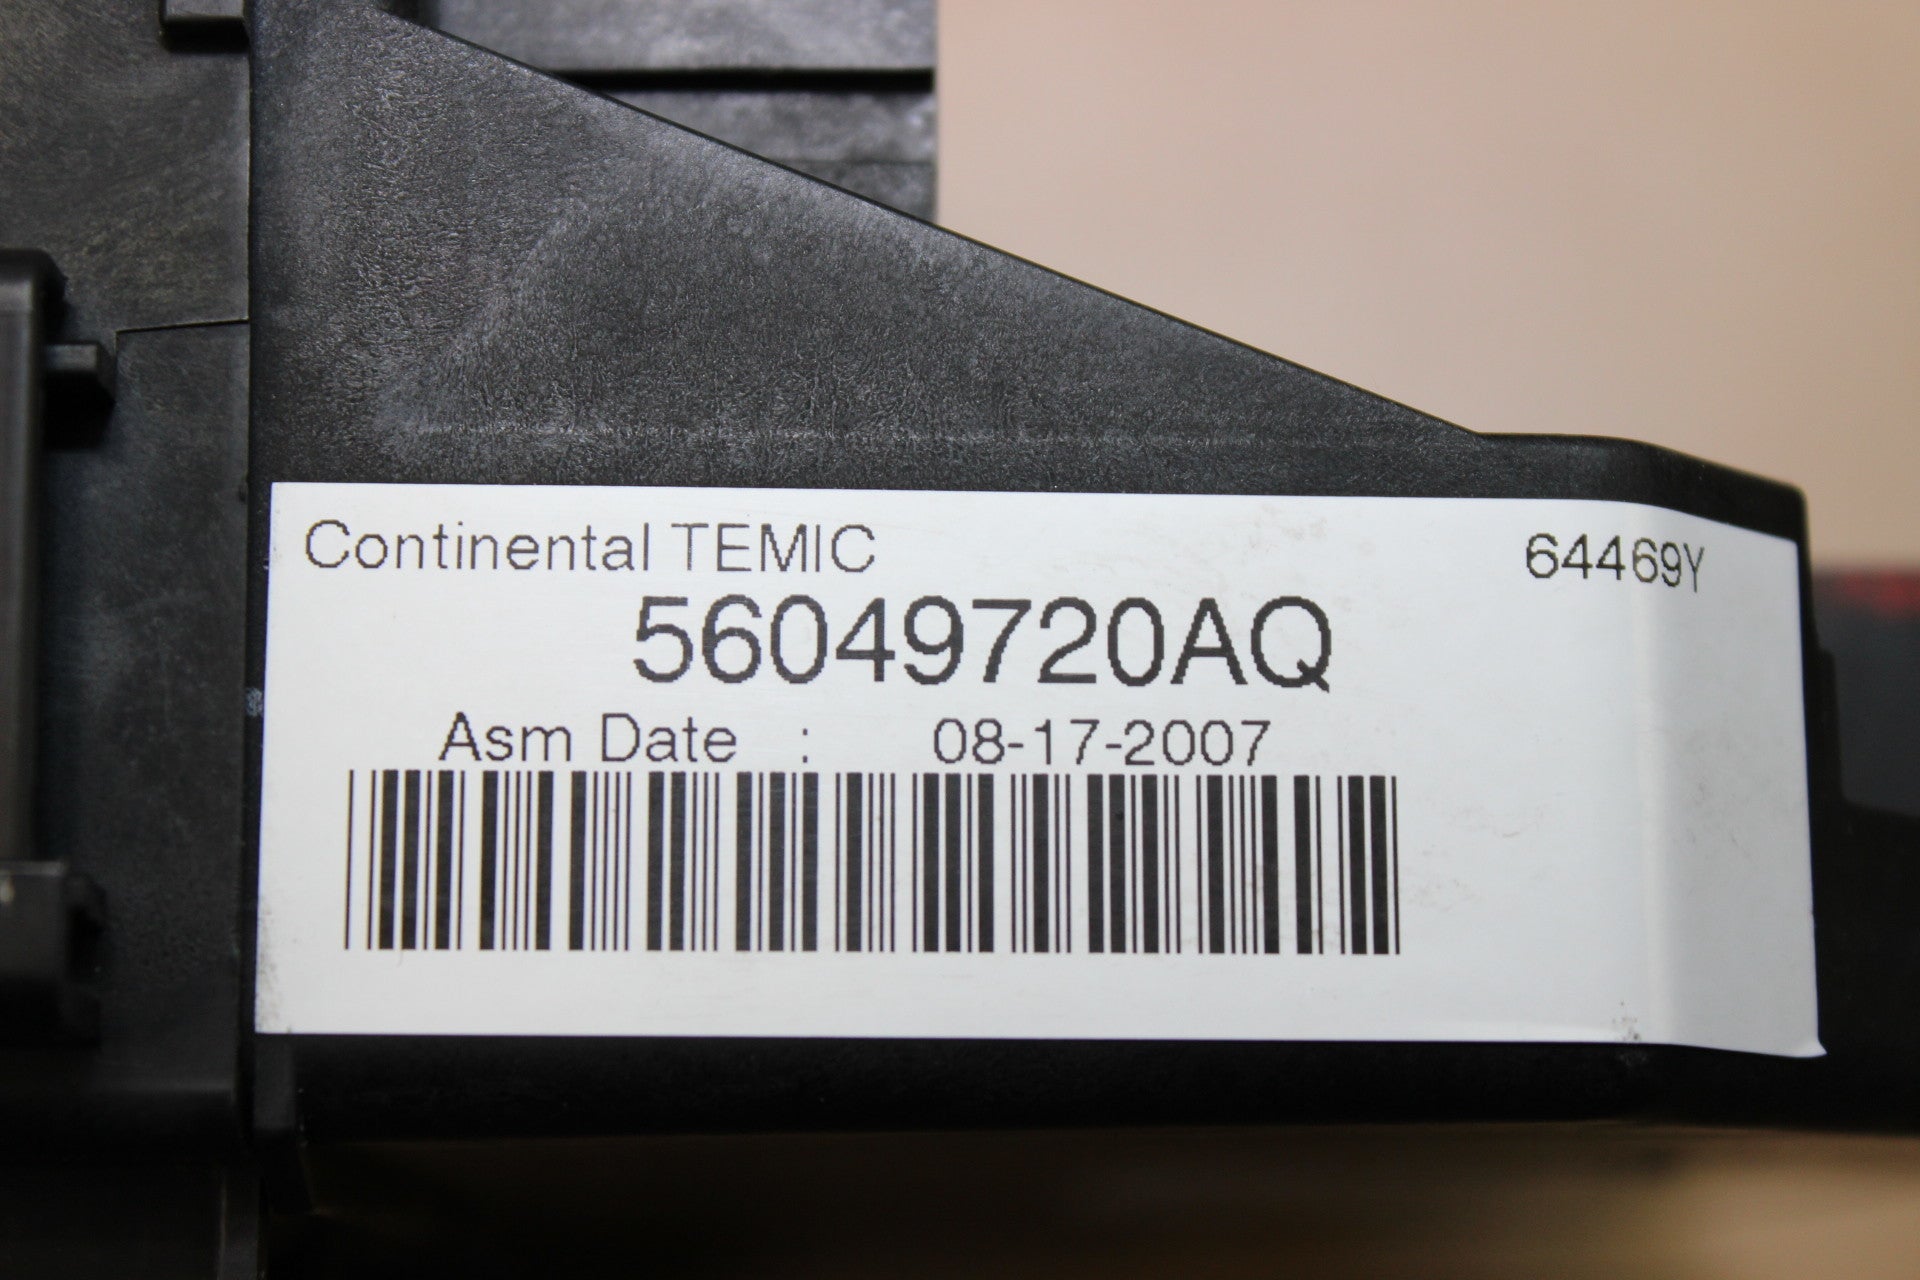 Continental TEMIC 64469Y
56049720AQ
Asm Date : 08-17-2007